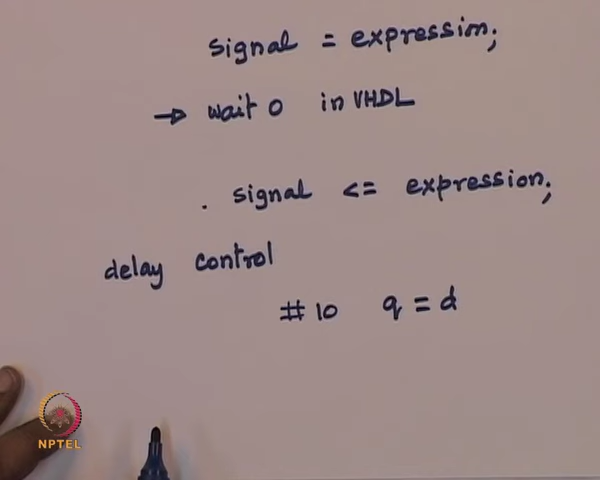 signal = expression;
→ wait 0 in VHDL
. signal <= expression;
delay control
#10 q = d
NPTEL